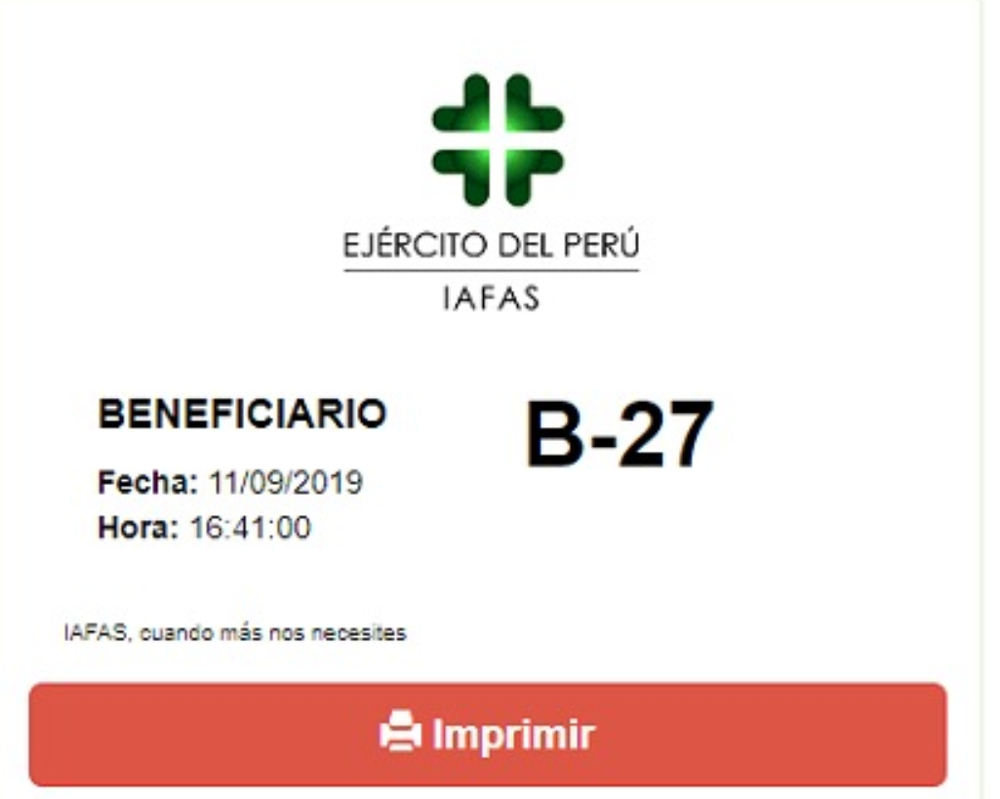 EJÉRCITO DEL PERÚ
IAFAS
BENEFICIARIO
B-27
Fecha: 11/09/2019
Hora: 16:41:00
IAFAS, cuando más nos necesites
Imprimir